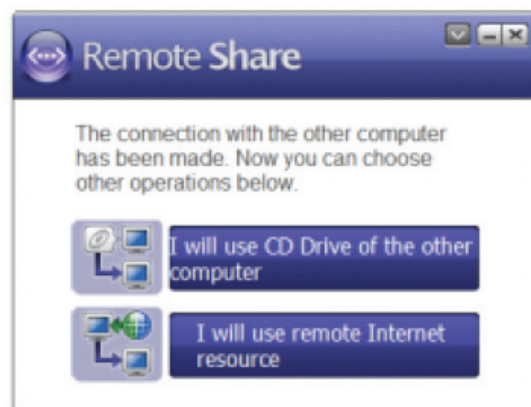 Remote Share
The connection with the other computer
has been made. Now you can choose
other operations below.
I will use CD Drive of the other
computer
I will use remote Internet
resource